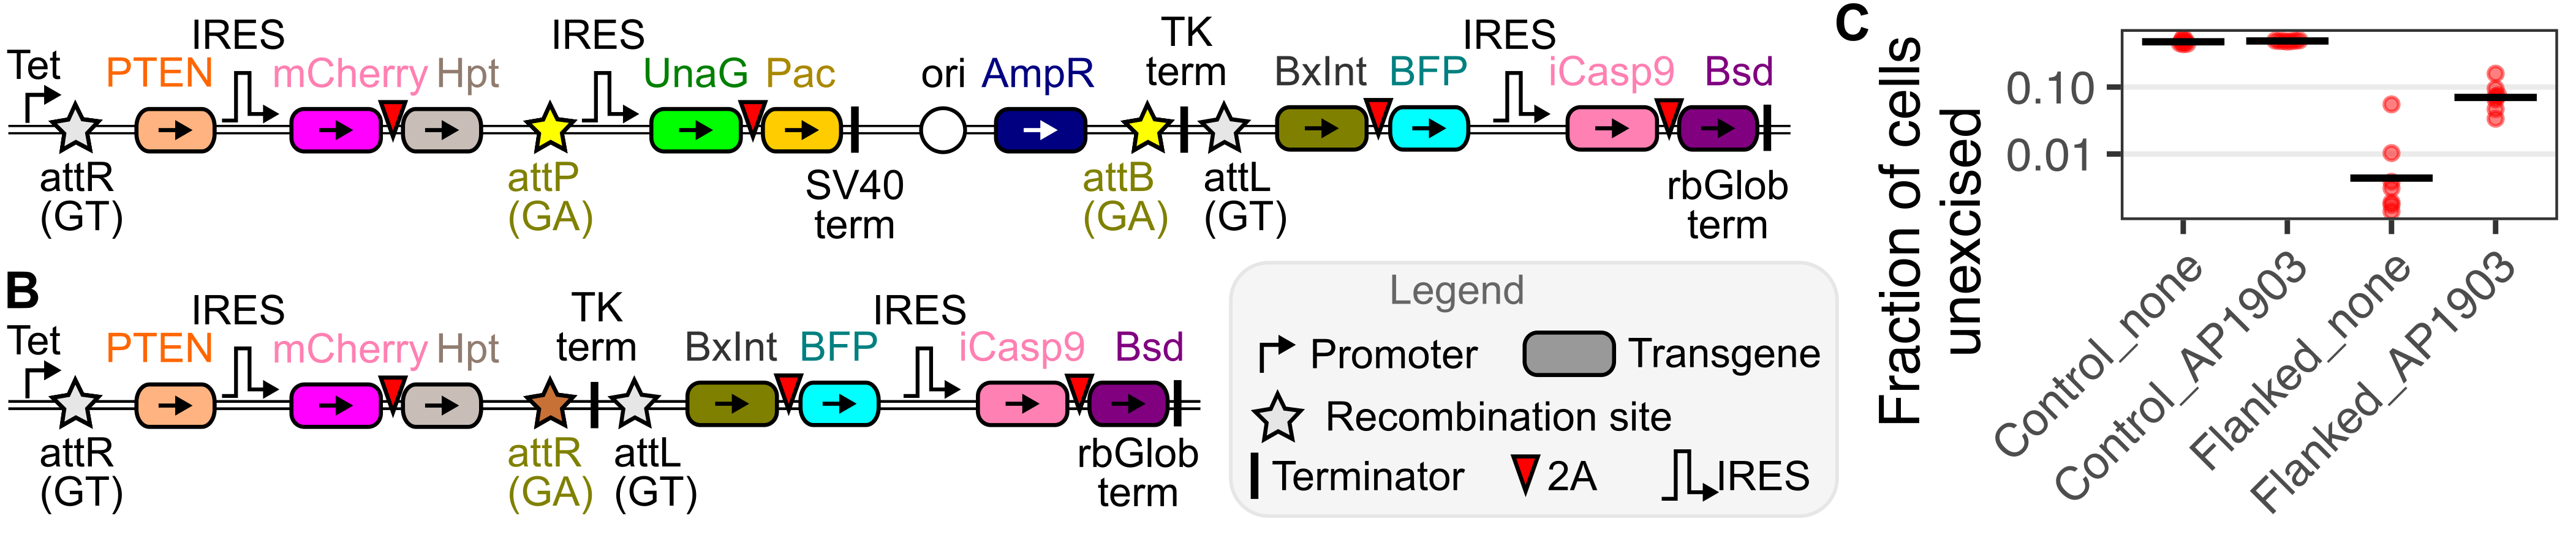 IRES IRES TK IRES
Tet PTEN mCherry Hpt UnaG Pac ori AmpR term BxInt BFP iCasp9 Bsd
attR attP SV40 attB attL rbGlob
(GT) (GA) term (GA) (GT) term
B
IRES TK IRES
Tet PTEN mCherry Hpt term BxInt BFP iCasp9 Bsd
attR attR attL rbGlob
(GT) (GA) (GT) term
Legend
Promoter Transgene
Recombination site
Terminator 2A IRES
C
Fraction of cells
unexcised
0.10
0.01
Control_none
Control_AP1903
Flanked_none
Flanked_AP1903